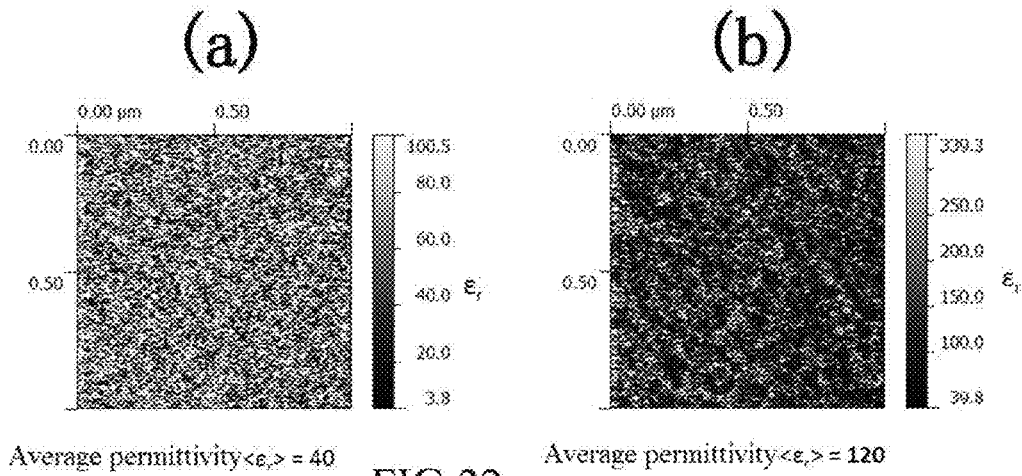 (a) (b)
0.00 µm 0.50 0.00 µm 0.50
0.00 100.5 0.00 339.3
80.0 250.0
60.0 200.0
0.50 40.0 εr 0.50 150.0 εr
20.0 100.0
3.8 39.8
Average permittivity<εr> = 40 Average permittivity<εr> = 120